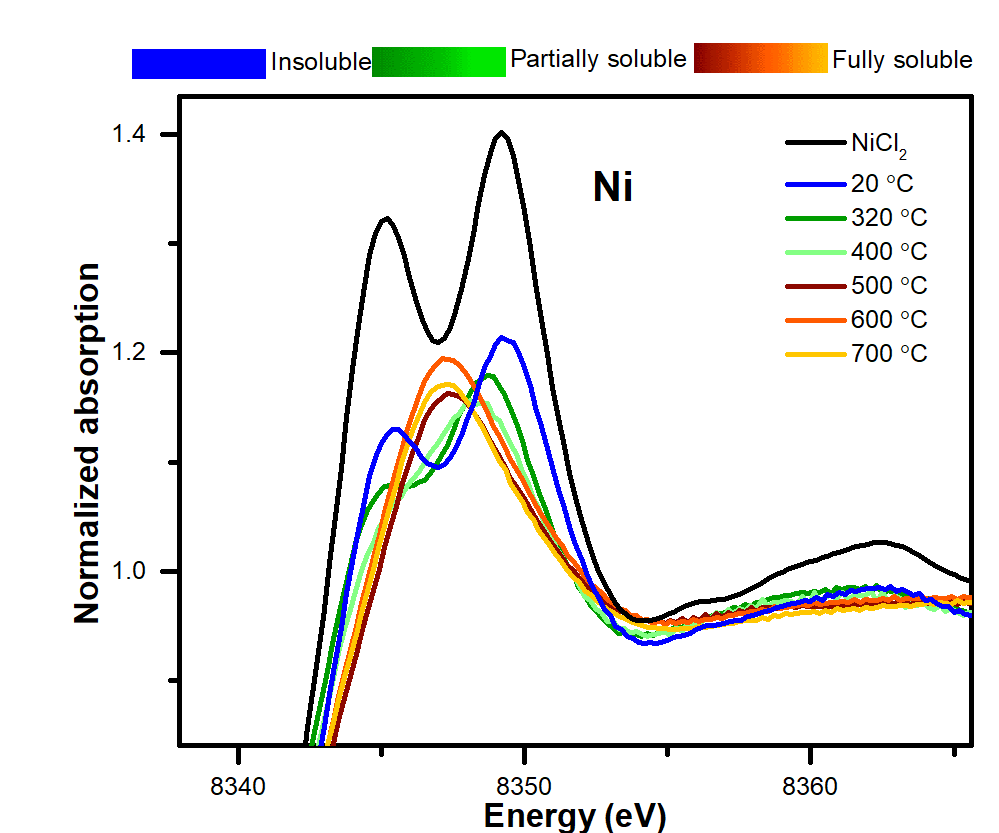 Insoluble
Partially soluble
Fully soluble
Ni
NiCl2
20 °C
320 °C
400 °C
500 °C
600 °C
700 °C
1.4
1.2
1.0
Normalized absorption
8340
8350
8360
Energy (eV)